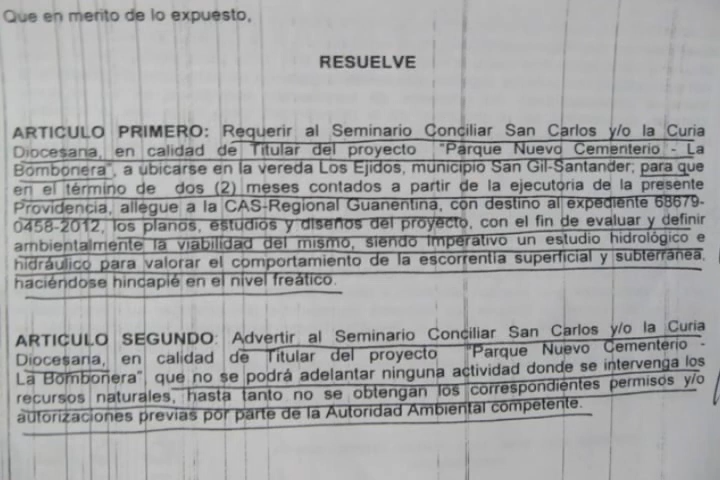 Que en merito de lo expuesto,
RESUELVE
ARTICULO PRIMERO: Requerir al Seminario Conciliar San Carlos y/o la Curia
Diocesana, en calidad de Titular del proyecto "Parque Nuevo Cementerio - La
Bombonera", a ubicarse en la vereda Los Ejidos, municipio San Gil-Santander; para que
en el término de dos (2) meses contados a partir de la ejecutoria de la presente
Providencia, allegue a la CAS-Regional Guanentina, con destino al expediente 68679-
0458-2012, los planos, estudios y diseños del proyecto, con el fin de evaluar y definir
ambientalmente la viabilidad del mismo, siendo imperativo un estudio hidrológico e
hidráulico para valorar el comportamiento de la escorrentía superficial y subterránea,
haciéndose hincapié en el nivel freático.
ARTICULO SEGUNDO: Advertir al Seminario Conciliar San Carlos y/o la Curia
Diocesana, en calidad de Titular del proyecto "Parque Nuevo Cementerio -
La Bombonera", que no se podrá adelantar ninguna actividad donde se intervenga los
recursos naturales, hasta tanto no se obtengan los correspondientes permisos y/o
autorizaciones previas por parte de la Autoridad Ambiental competente.